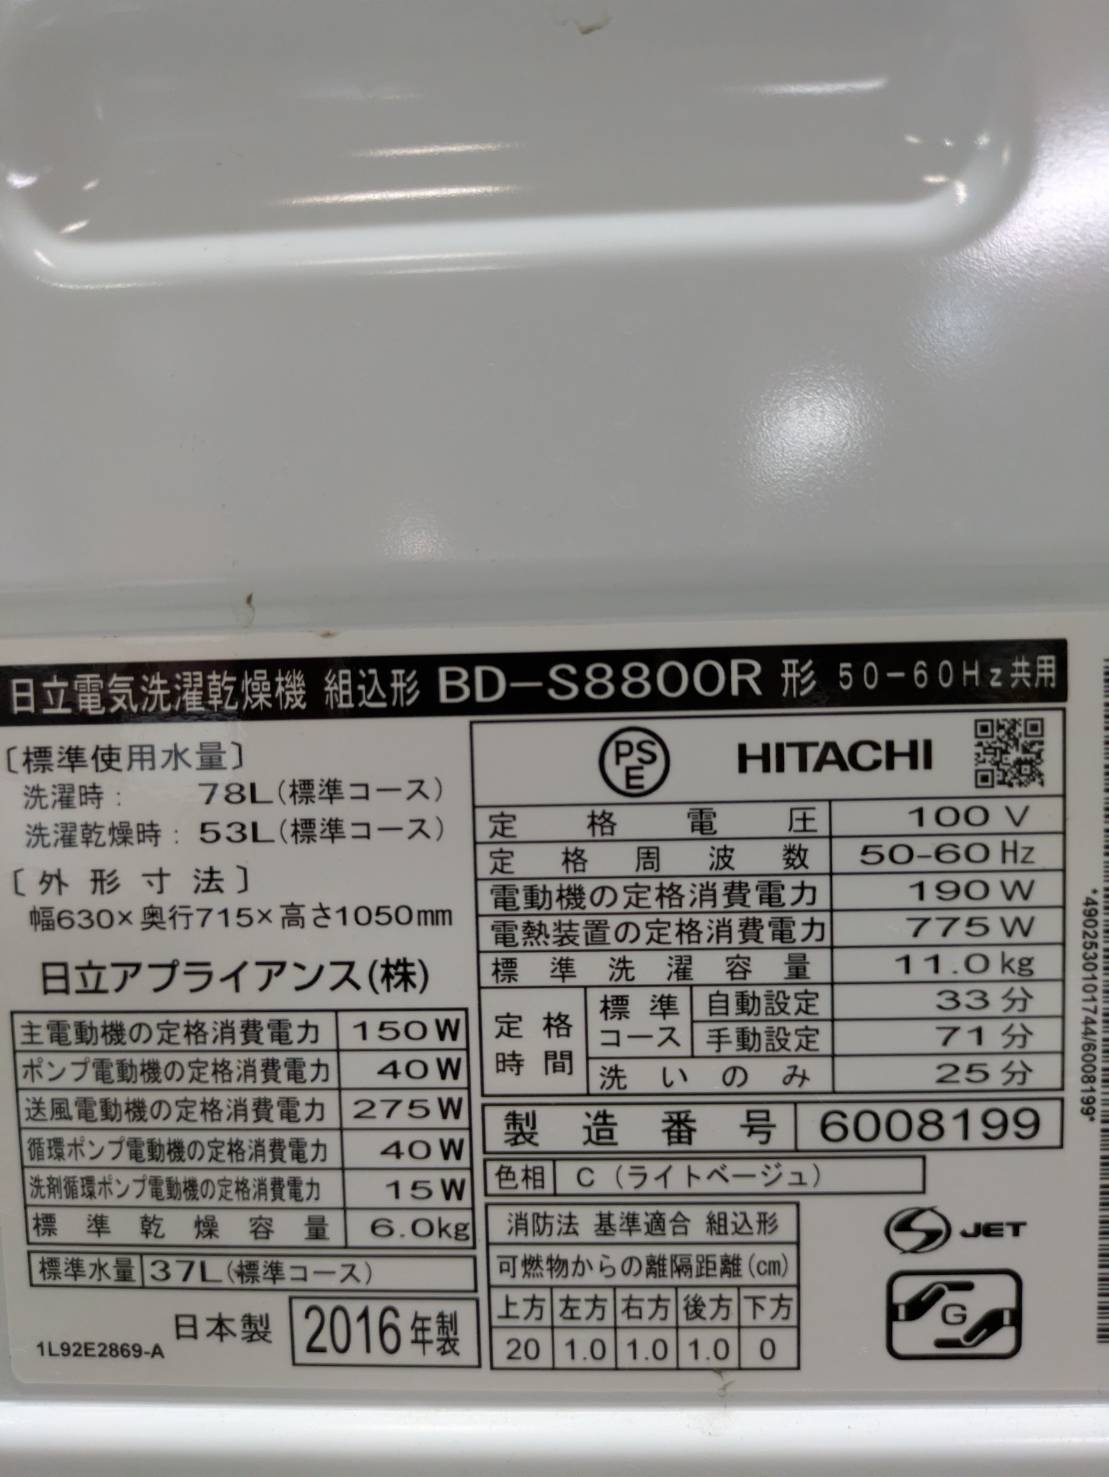 日立電気洗濯乾燥機 組込形 BD-S8800R 形 50-60Hz共用
〔標準使用水量〕
洗濯時: 78L(標準コース)
洗濯乾燥時: 53L(標準コース)
〔外形寸法〕
幅630×奥行715×高さ1050mm
日立アプライアンス(株)
主電動機の定格消費電力 150W
ポンプ電動機の定格消費電力 40W
送風電動機の定格消費電力 275W
循環ポンプ電動機の定格消費電力 40W
洗剤循環ポンプ電動機の定格消費電力 15W
標準乾燥容量 6.0kg
標準水量 37L(標準コース)
日本製 2016年製
1L92E2869-A
PSE HITACHI
定格電圧 100V
定格周波数 50-60Hz
電動機の定格消費電力 190W
電熱装置の定格消費電力 775W
標準洗濯容量 11.0kg
定格時間 標準コース 自動設定 33分
手動設定 71分
洗いのみ 25分
製造番号 6008199
色相 C(ライトベージュ)
消防法 基準適合 組込形
可燃物からの離隔距離(cm)
上方 左方 右方 後方 下方
20 1.0 1.0 1.0 0
S JET
G
*4902530101744/6008199*